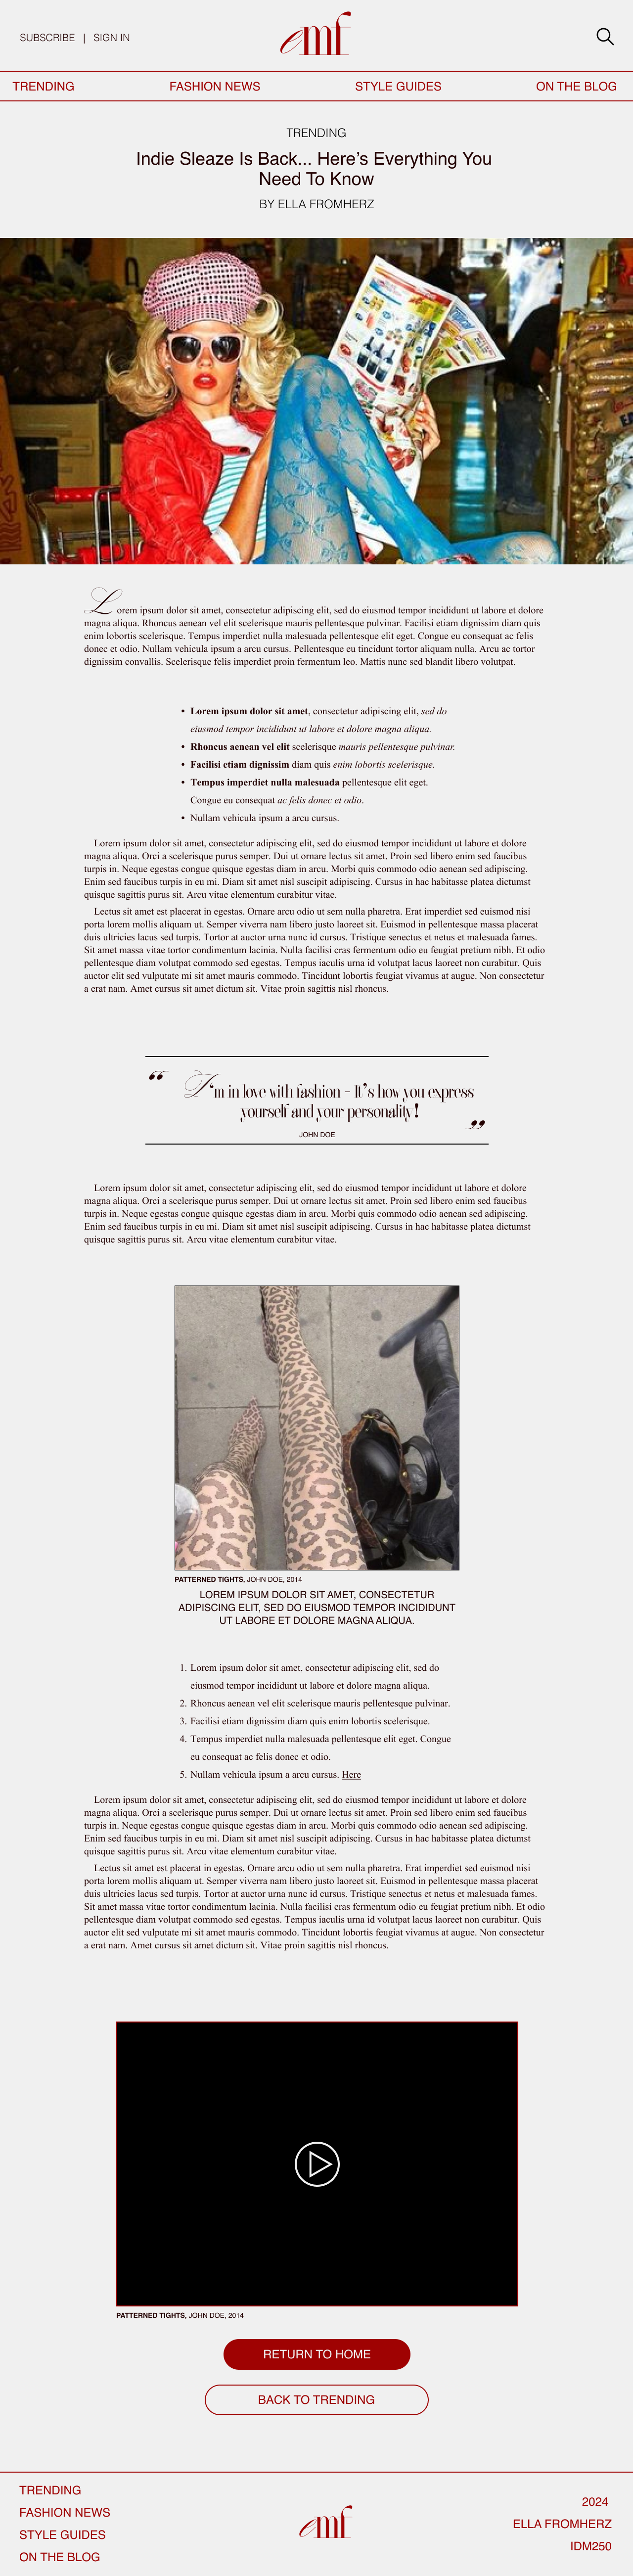 SUBSCRIBE | SIGN IN
emf
TRENDING FASHION NEWS STYLE GUIDES ON THE BLOG
TRENDING
Indie Sleaze Is Back... Here’s Everything You
Need To Know
BY ELLA FROMHERZ
Lorem ipsum dolor sit amet, consectetur adipiscing elit, sed do eiusmod tempor incididunt ut labore et dolore
magna aliqua. Rhoncus aenean vel elit scelerisque mauris pellentesque pulvinar. Facilisi etiam dignissim diam quis
enim lobortis scelerisque. Tempus imperdiet nulla malesuada pellentesque elit eget. Congue eu consequat ac felis
donec et odio. Nullam vehicula ipsum a arcu cursus. Pellentesque eu tincidunt tortor aliquam nulla. Arcu ac tortor
dignissim convallis. Scelerisque felis imperdiet proin fermentum leo. Mattis nunc sed blandit libero volutpat.
• Lorem ipsum dolor sit amet, consectetur adipiscing elit, sed do
eiusmod tempor incididunt ut labore et dolore magna aliqua.
• Rhoncus aenean vel elit scelerisque mauris pellentesque pulvinar.
• Facilisi etiam dignissim diam quis enim lobortis scelerisque.
• Tempus imperdiet nulla malesuada pellentesque elit eget.
Congue eu consequat ac felis donec et odio.
• Nullam vehicula ipsum a arcu cursus.
Lorem ipsum dolor sit amet, consectetur adipiscing elit, sed do eiusmod tempor incididunt ut labore et dolore
magna aliqua. Orci a scelerisque purus semper. Dui ut ornare lectus sit amet. Proin sed libero enim sed faucibus
turpis in. Neque egestas congue quisque egestas diam in arcu. Morbi quis commodo odio aenean sed adipiscing.
Enim sed faucibus turpis in eu mi. Diam sit amet nisl suscipit adipiscing. Cursus in hac habitasse platea dictumst
quisque sagittis purus sit. Arcu vitae elementum curabitur vitae.
Lectus sit amet est placerat in egestas. Ornare arcu odio ut sem nulla pharetra. Erat imperdiet sed euismod nisi
porta lorem mollis aliquam ut. Semper viverra nam libero justo laoreet sit. Euismod in pellentesque massa placerat
duis ultricies lacus sed turpis. Tortor at auctor urna nunc id cursus. Tristique senectus et netus et malesuada fames.
Sit amet massa vitae tortor condimentum lacinia. Nulla facilisi cras fermentum odio eu feugiat pretium nibh. Et odio
pellentesque diam volutpat commodo sed egestas. Tempus iaculis urna id volutpat lacus laoreet non curabitur. Quis
auctor elit sed vulputate mi sit amet mauris commodo. Tincidunt lobortis feugiat vivamus at augue. Non consectetur
a erat nam. Amet cursus sit amet dictum sit. Vitae proin sagittis nisl rhoncus.
“ I‘m in love with fashion - It’s how you express
yourself and your personality! ”
JOHN DOE
Lorem ipsum dolor sit amet, consectetur adipiscing elit, sed do eiusmod tempor incididunt ut labore et dolore
magna aliqua. Orci a scelerisque purus semper. Dui ut ornare lectus sit amet. Proin sed libero enim sed faucibus
turpis in. Neque egestas congue quisque egestas diam in arcu. Morbi quis commodo odio aenean sed adipiscing.
Enim sed faucibus turpis in eu mi. Diam sit amet nisl suscipit adipiscing. Cursus in hac habitasse platea dictumst
quisque sagittis purus sit. Arcu vitae elementum curabitur vitae.
PATTERNED TIGHTS, JOHN DOE, 2014
LOREM IPSUM DOLOR SIT AMET, CONSECTETUR
ADIPISCING ELIT, SED DO EIUSMOD TEMPOR INCIDIDUNT
UT LABORE ET DOLORE MAGNA ALIQUA.
1. Lorem ipsum dolor sit amet, consectetur adipiscing elit, sed do
eiusmod tempor incididunt ut labore et dolore magna aliqua.
2. Rhoncus aenean vel elit scelerisque mauris pellentesque pulvinar.
3. Facilisi etiam dignissim diam quis enim lobortis scelerisque.
4. Tempus imperdiet nulla malesuada pellentesque elit eget. Congue
eu consequat ac felis donec et odio.
5. Nullam vehicula ipsum a arcu cursus. Here
Lorem ipsum dolor sit amet, consectetur adipiscing elit, sed do eiusmod tempor incididunt ut labore et dolore
magna aliqua. Orci a scelerisque purus semper. Dui ut ornare lectus sit amet. Proin sed libero enim sed faucibus
turpis in. Neque egestas congue quisque egestas diam in arcu. Morbi quis commodo odio aenean sed adipiscing.
Enim sed faucibus turpis in eu mi. Diam sit amet nisl suscipit adipiscing. Cursus in hac habitasse platea dictumst
quisque sagittis purus sit. Arcu vitae elementum curabitur vitae.
Lectus sit amet est placerat in egestas. Ornare arcu odio ut sem nulla pharetra. Erat imperdiet sed euismod nisi
porta lorem mollis aliquam ut. Semper viverra nam libero justo laoreet sit. Euismod in pellentesque massa placerat
duis ultricies lacus sed turpis. Tortor at auctor urna nunc id cursus. Tristique senectus et netus et malesuada fames.
Sit amet massa vitae tortor condimentum lacinia. Nulla facilisi cras fermentum odio eu feugiat pretium nibh. Et odio
pellentesque diam volutpat commodo sed egestas. Tempus iaculis urna id volutpat lacus laoreet non curabitur. Quis
auctor elit sed vulputate mi sit amet mauris commodo. Tincidunt lobortis feugiat vivamus at augue. Non consectetur
a erat nam. Amet cursus sit amet dictum sit. Vitae proin sagittis nisl rhoncus.
PATTERNED TIGHTS, JOHN DOE, 2014
RETURN TO HOME
BACK TO TRENDING
TRENDING
FASHION NEWS
STYLE GUIDES
ON THE BLOG
emf
2024
ELLA FROMHERZ
IDM250